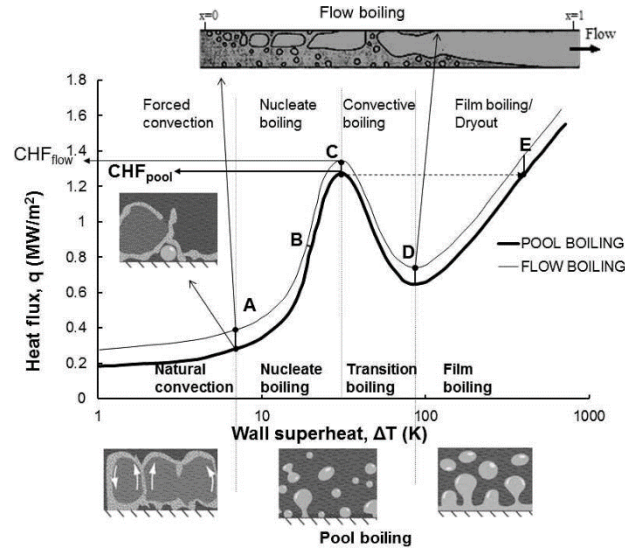 Flow boiling
x=0
x=1
Flow
1.8
1.6
1.4
1.2
1
0.8
0.6
0.4
0.2
0
Heat flux, q (MW/m²)
Forced convection
Nucleate boiling
Convective boiling
Film boiling/
Dryout
CHFflow
CHFpool
A
B
C
D
E
POOL BOILING
FLOW BOILING
Natural convection
Nucleate boiling
Transition boiling
Film boiling
1
10
100
1000
Wall superheat, ΔT (K)
Pool boiling